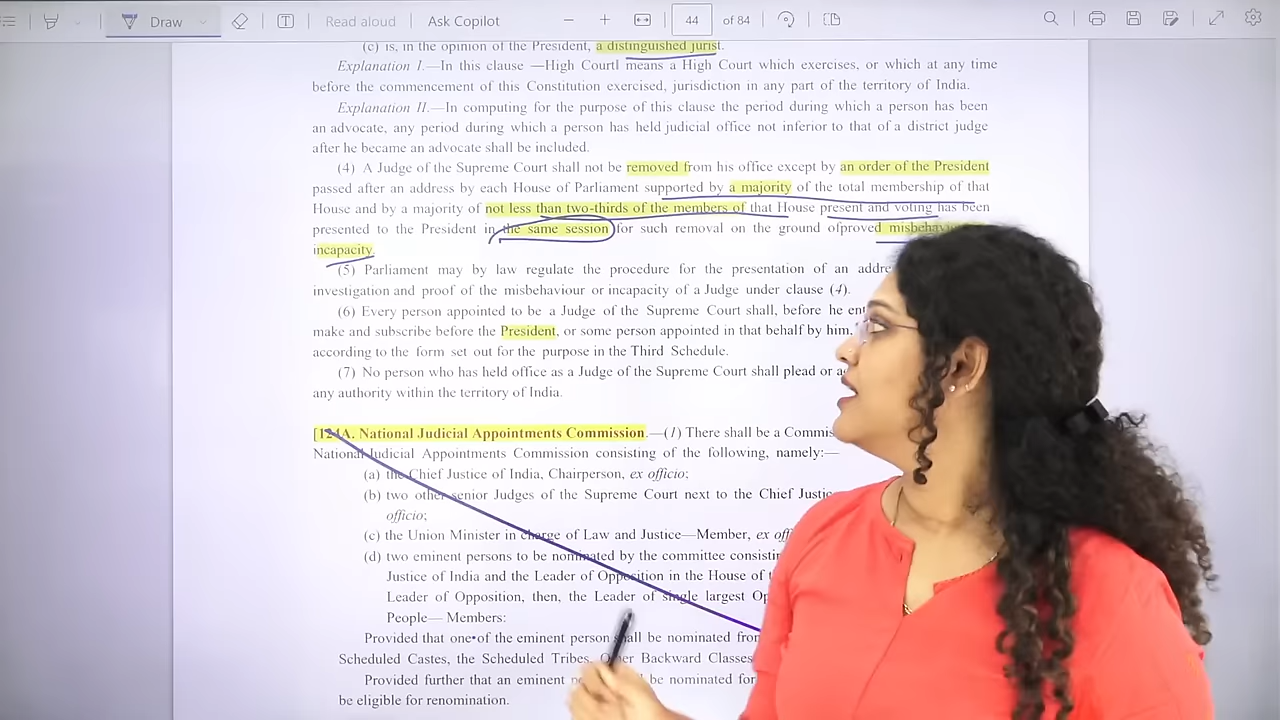 Draw Read aloud Ask Copilot 44 of 84
(c) is, in the opinion of the President, a distinguished jurist.
Explanation I.—In this clause ―High Court‖ means a High Court which exercises, or which at any time
before the commencement of this Constitution exercised, jurisdiction in any part of the territory of India.
Explanation II.—In computing for the purpose of this clause the period during which a person has been
an advocate, any period during which a person has held judicial office not inferior to that of a district judge
after he became an advocate shall be included.
(4) A Judge of the Supreme Court shall not be removed from his office except by an order of the President
passed after an address by each House of Parliament supported by a majority of the total membership of that
House and by a majority of not less than two-thirds of the members of that House present and voting has been
presented to the President in the same session for such removal on the ground ofproved
incapacity.
(5) Parliament may by law regulate the procedure for the presentation of an
investigation and proof of the misbehaviour or incapacity of a Judge under clause (4).
(6) Every person appointed to be a Judge of the Supreme Court shall, before he
make and subscribe before the President, or some person appointed in that behalf by him,
according to the form set out for the purpose in the Third Schedule.
(7) No person who has held office as a Judge of the Supreme Court shall plead or
any authority within the territory of India.
[124A. National Judicial Appointments Commission.—(1) There shall be a
National Judicial Appointments Commission consisting of the following, namely:—
(a) the Chief Justice of India, Chairperson, ex officio;
(b) two other senior Judges of the Supreme Court next to the Chief
officio;
(c) the Union Minister in charge of Law and Justice—Member, ex
(d) two eminent persons to be nominated by the committee
Justice of India and the Leader of Opposition in the House of
Leader of Opposition, then, the Leader of single largest
People— Members:
Provided that one of the eminent person shall be nominated
Scheduled Castes, the Scheduled Tribes, Other Backward Classes
Provided further that an eminent be nominated for
be eligible for renomination.